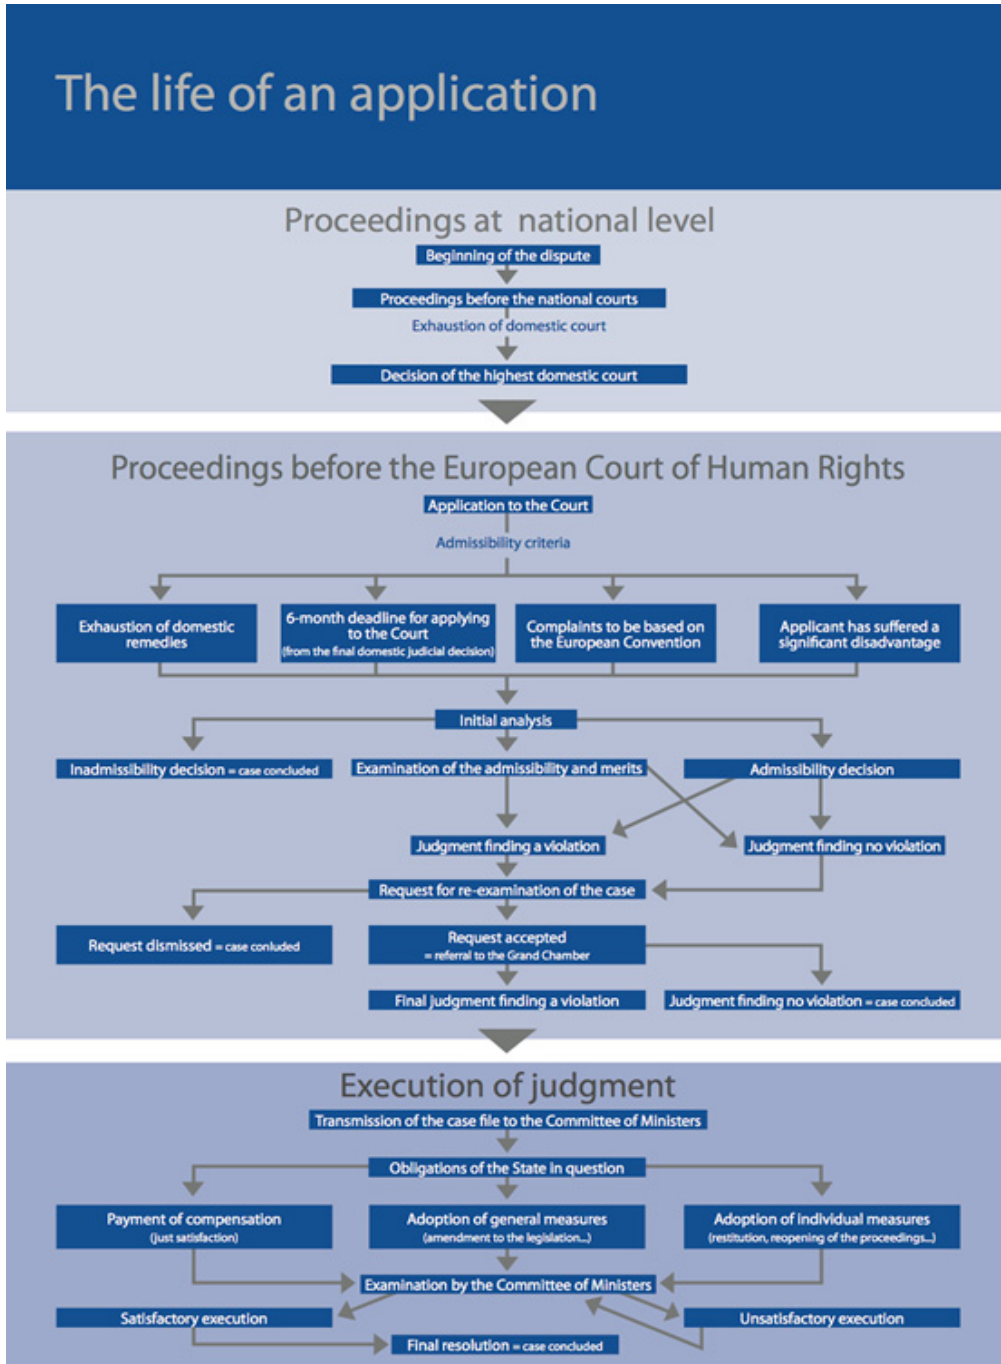 The life of an application
Proceedings at national level
Beginning of the dispute
Proceedings before the national courts
Exhaustion of domestic court
Decision of the highest domestic court
Proceedings before the European Court of Human Rights
Application to the Court
Admissibility criteria
Exhaustion of domestic
remedies
6-month deadline for applying
to the Court
(from the final domestic judicial decision)
Complaints to be based on
the European Convention
Applicant has suffered a
significant disadvantage
Initial analysis
Inadmissibility decision = case concluded
Examination of the admissibility and merits
Admissibility decision
Judgment finding a violation
Judgment finding no violation
Request for re-examination of the case
Request dismissed = case conluded
Request accepted
= referral to the Grand Chamber
Final judgment finding a violation
Judgment finding no violation = case concluded
Execution of judgment
Transmission of the case file to the Committee of Ministers
Obligations of the State in question
Payment of compensation
(just satisfaction)
Adoption of general measures
(amendment to the legislation...)
Adoption of individual measures
(restitution, reopening of the proceedings...)
Examination by the Committee of Ministers
Satisfactory execution
Unsatisfactory execution
Final resolution = case concluded